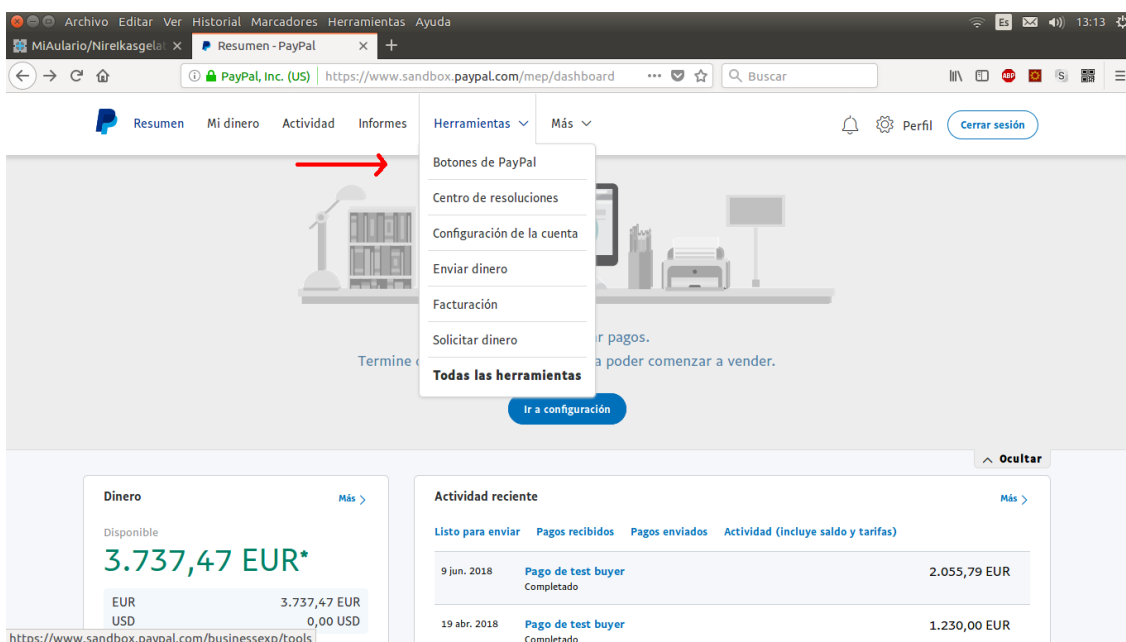 Archivo Editar Ver Historial Marcadores Herramientas Ayuda
Es 13:13
MiAulario/NireIkasgelat Resumen - PayPal
PayPal, Inc. (US) https://www.sandbox.paypal.com/mep/dashboard Buscar
ABP S
Resumen Mi dinero Actividad Informes Herramientas Más Perfil Cerrar sesión
Botones de PayPal
Centro de resoluciones
Configuración de la cuenta
Enviar dinero
Facturación
Solicitar dinero
Todas las herramientas
r pagos.
Termine a poder comenzar a vender.
Ir a configuración
Ocultar
Dinero Más
Disponible
3.737,47 EUR*
EUR 3.737,47 EUR
USD 0,00 USD
Actividad reciente Más
Listo para enviar Pagos recibidos Pagos enviados Actividad (incluye saldo y tarifas)
9 jun. 2018 Pago de test buyer 2.055,79 EUR
Completado
19 abr. 2018 Pago de test buyer 1.230,00 EUR
Completado
https://www.sandbox.paypal.com/businessexp/tools